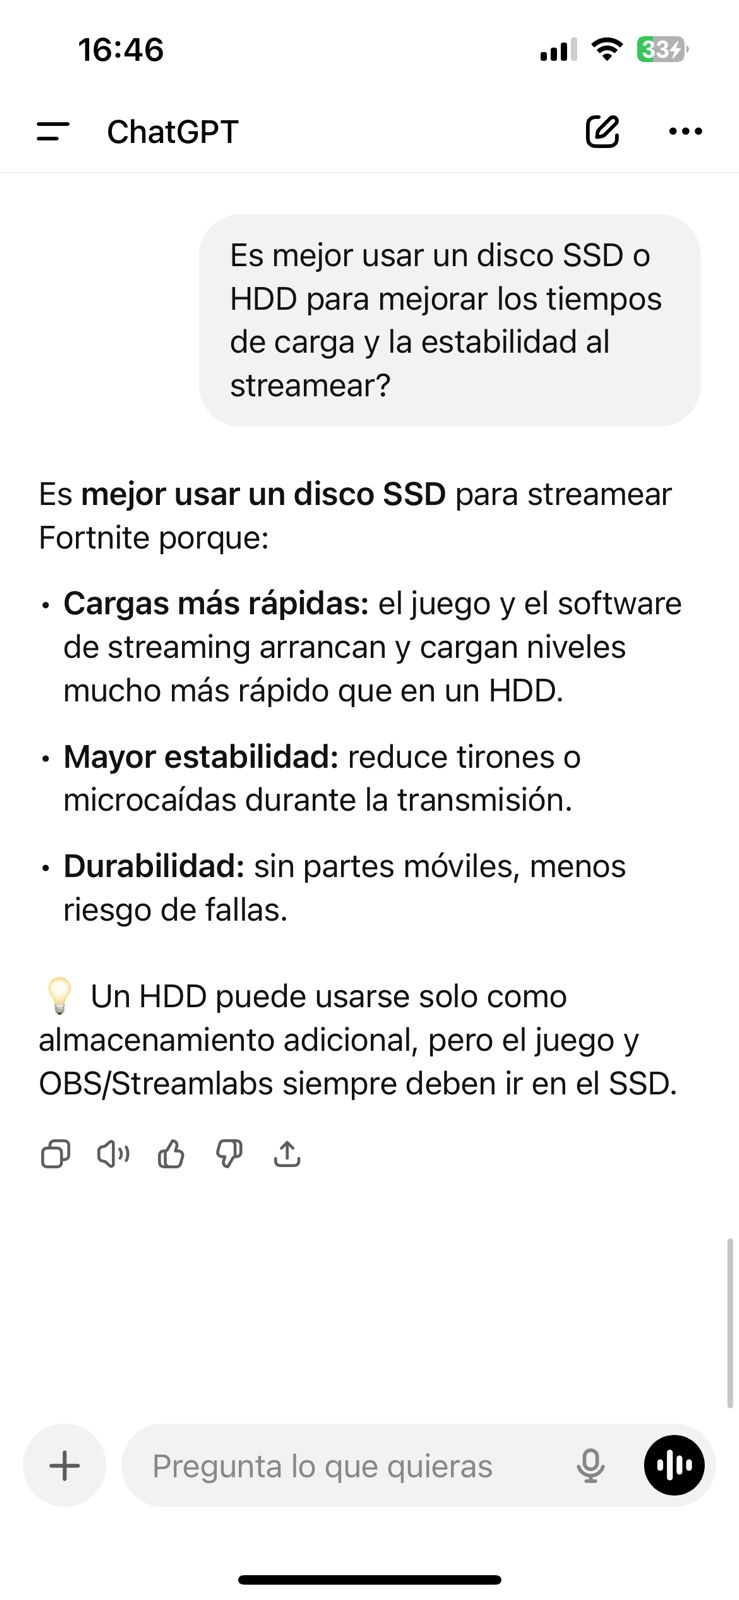 16:46
33
ChatGPT
Es mejor usar un disco SSD o
HDD para mejorar los tiempos
de carga y la estabilidad al
streamear?
Es mejor usar un disco SSD para streamear
Fortnite porque:
• Cargas más rápidas: el juego y el software
de streaming arrancan y cargan niveles
mucho más rápido que en un HDD.
• Mayor estabilidad: reduce tirones o
microcaídas durante la transmisión.
• Durabilidad: sin partes móviles, menos
riesgo de fallas.
💡 Un HDD puede usarse solo como
almacenamiento adicional, pero el juego y
OBS/Streamlabs siempre deben ir en el SSD.
Pregunta lo que quieras